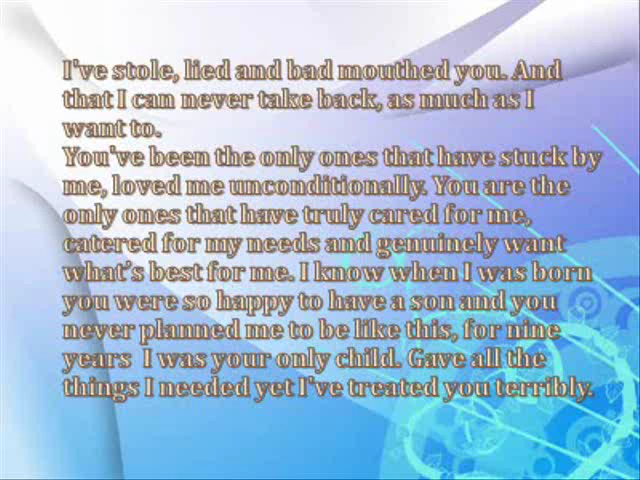 I've stole, lied and bad mouthed you. And
that I can never take back, as much as I
want to.
You've been the only ones that have stuck by
me, loved me unconditionally. You are the
only ones that have truly cared for me,
catered for my needs and genuinely want
what's best for me. I know when I was born
you were so happy to have a son and you
never planned me to be like this, for nine
years I was your only child. Gave all the
things I needed yet I've treated you terribly.